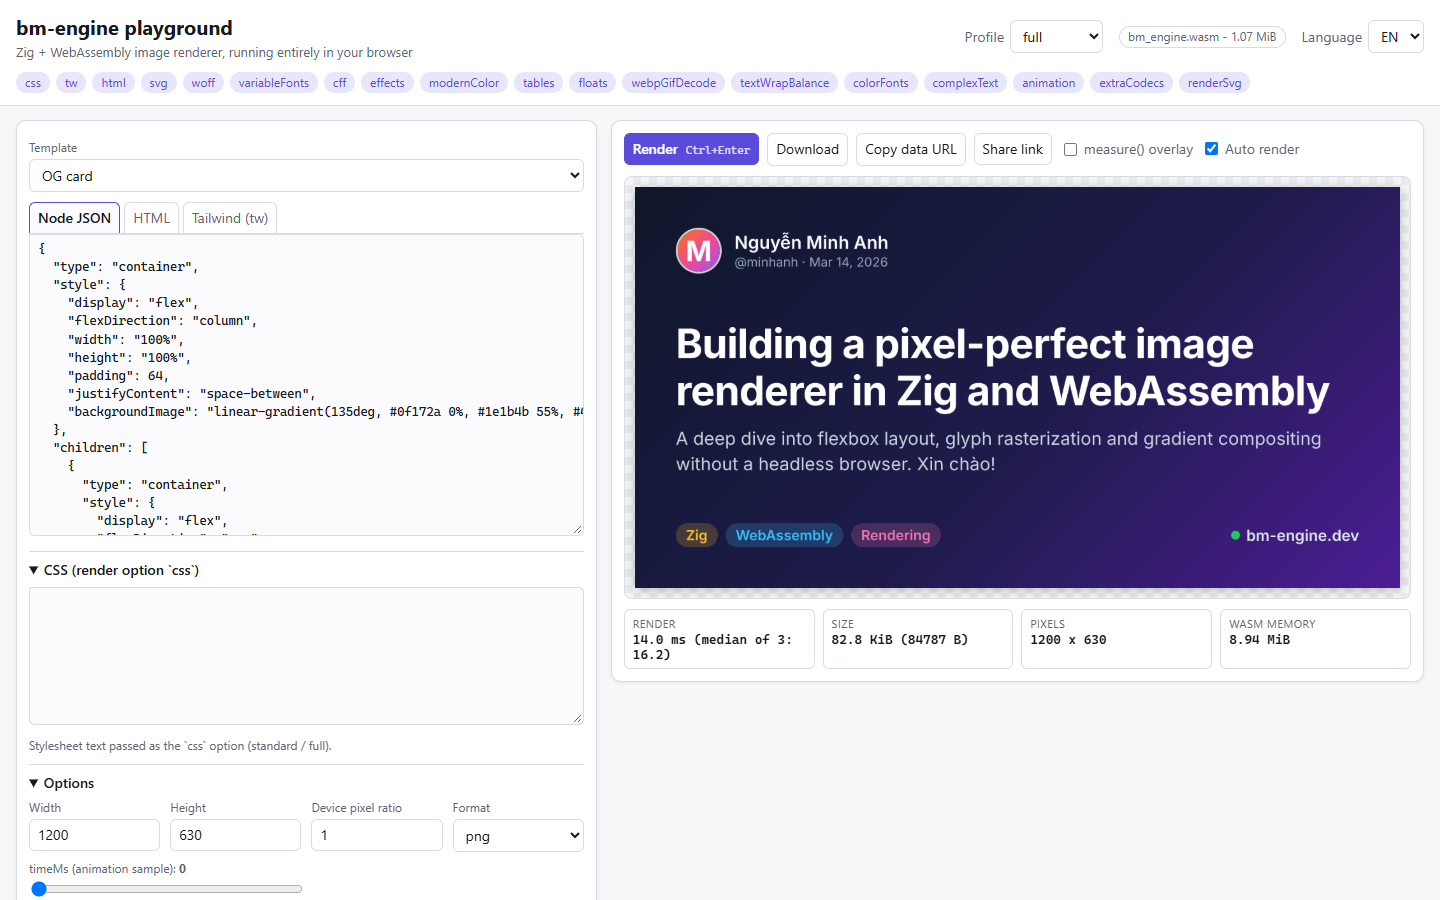 bm-engine playground
Zig + WebAssembly image renderer, running entirely in your browser
Profile full bm_engine.wasm - 1.07 MiB Language EN
css tw html svg woff variableFonts cff effects modernColor tables floats webpGifDecode textWrapBalance colorFonts complexText animation extraCodecs renderSvg
Template
OG card
Node JSON HTML Tailwind (tw)
{
"type": "container",
"style": {
"display": "flex",
"flexDirection": "column",
"width": "100%",
"height": "100%",
"padding": 64,
"justifyContent": "space-between",
"backgroundImage": "linear-gradient(135deg, #0f172a 0%, #1e1b4b 55%,
},
"children": [
{
"type": "container",
"style": {
"display": "flex",
CSS (render option `css`)
Stylesheet text passed as the `css` option (standard / full).
Options
Width Height Device pixel ratio Format
1200 630 1 png
timeMs (animation sample): 0
Render Ctrl+Enter Download Copy data URL Share link measure() overlay Auto render
M
Nguyễn Minh Anh
@minhanh · Mar 14, 2026
Building a pixel-perfect image
renderer in Zig and WebAssembly
A deep dive into flexbox layout, glyph rasterization and gradient compositing
without a headless browser. Xin chào!
Zig WebAssembly Rendering bm-engine.dev
RENDER
14.0 ms (median of 3:
16.2)
SIZE
82.8 KiB (84787 B)
PIXELS
1200 x 630
WASM MEMORY
8.94 MiB